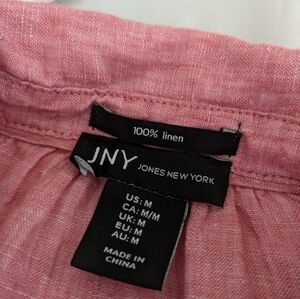 100% linen
JNY JONES NEW YORK
US: M
CA: M/M
UK: M
EU: M
AU: M
MADE IN
CHINA